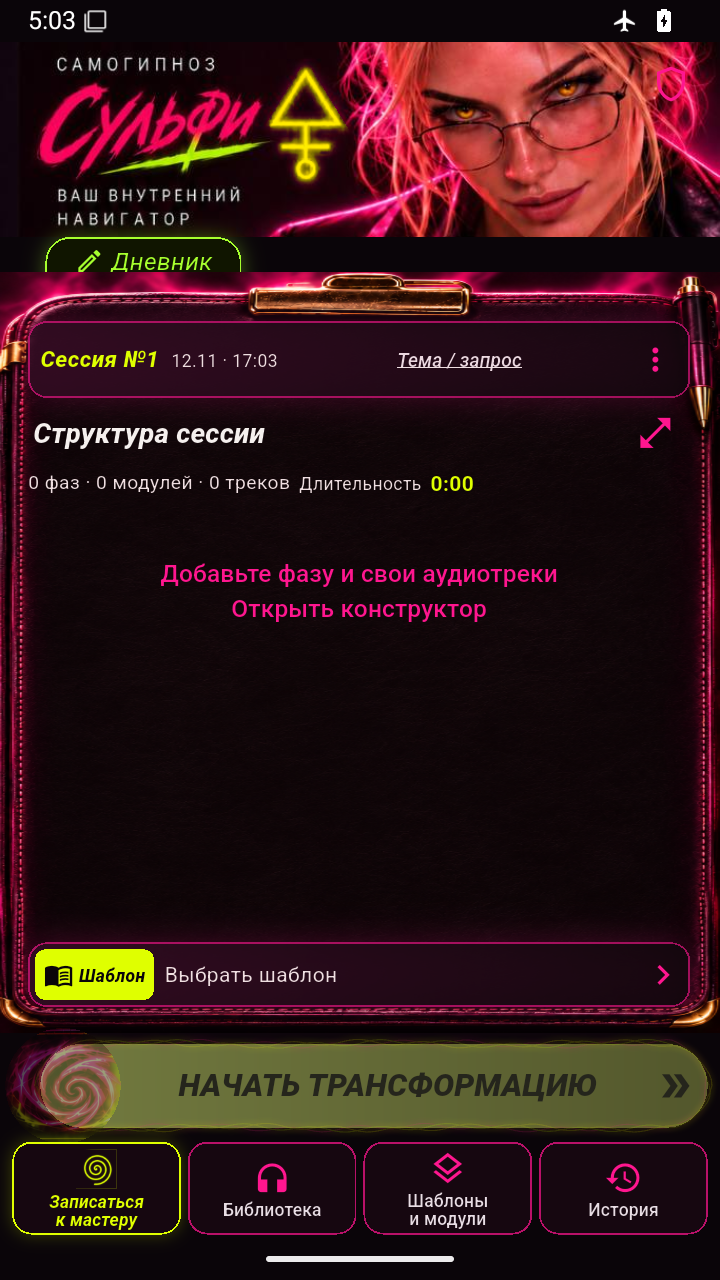 5:03
САМОГИПНОЗ
Сульфи
ВАШ ВНУТРЕННИЙ
НАВИГАТОР
Дневник
Сессия №1 12.11 · 17:03 Тема / запрос
Структура сессии
0 фаз · 0 модулей · 0 треков Длительность 0:00
Добавьте фазу и свои аудиотреки
Открыть конструктор
Шаблон Выбрать шаблон
НАЧАТЬ ТРАНСФОРМАЦИЮ »
Записаться
к мастеру
Библиотека
Шаблоны
и модули
История